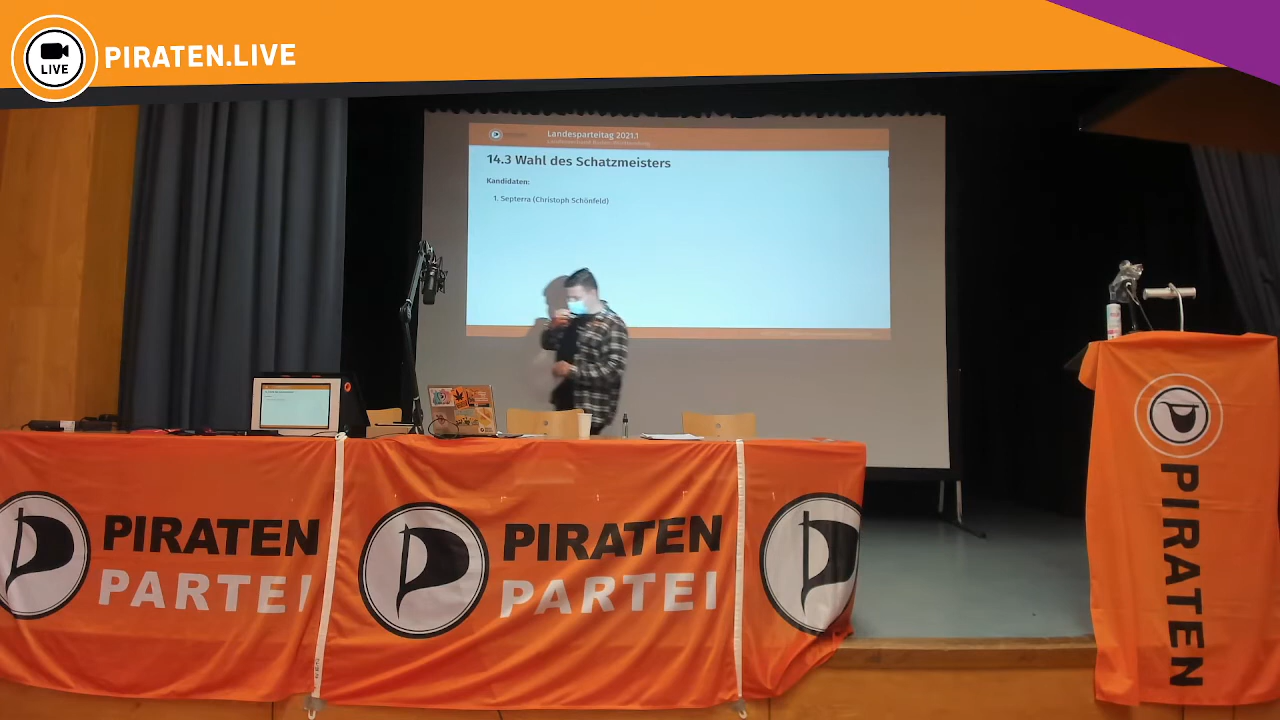 LIVE
PIRATEN.LIVE
Landesparteitag 2021.1
14.3 Wahl des Schatzmeisters
Kandidaten:
1. Septerra (Christoph Schönfeld)
PIRATEN
PARTEI
PIRATEN
PARTEI
PIRATEN